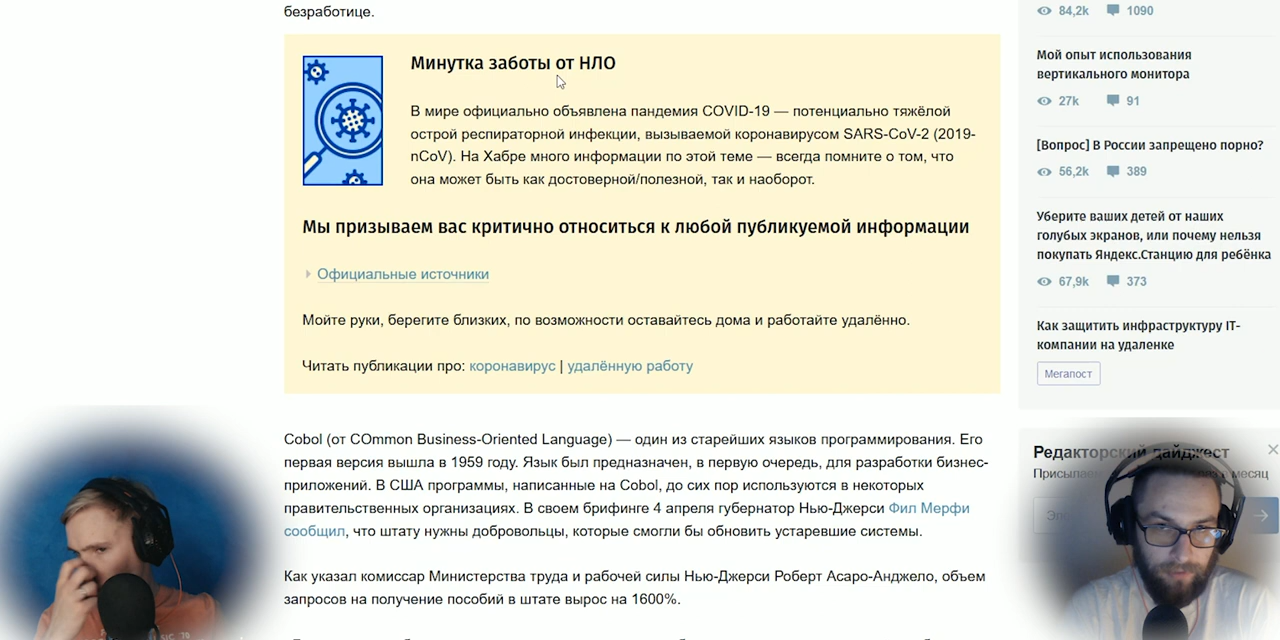 безработице.
Минутка заботы от НЛО
В мире официально объявлена пандемия COVID-19 — потенциально тяжёлой
острой респираторной инфекции, вызываемой коронавирусом SARS-CoV-2 (2019-
nCoV). На Хабре много информации по этой теме — всегда помните о том, что
она может быть как достоверной/полезной, так и наоборот.
Мы призываем вас критично относиться к любой публикуемой информации
Официальные источники
Мойте руки, берегите близких, по возможности оставайтесь дома и работайте удалённо.
Читать публикации про: коронавирус | удалённую работу
Cobol (от COmmon Business-Oriented Language) — один из старейших языков программирования. Его
первая версия вышла в 1959 году. Язык был предназначен, в первую очередь, для разработки бизнес-
приложений. В США программы, написанные на Cobol, до сих пор используются в некоторых
правительственных организациях. В своем брифинге 4 апреля губернатор Нью-Джерси Фил Мерфи
сообщил, что штату нужны добровольцы, которые смогли бы обновить устаревшие системы.
Как указал комиссар Министерства труда и рабочей силы Нью-Джерси Роберт Асаро-Анджело, объем
запросов на получение пособий в штате вырос на 1600%.
84,2k 1090
Мой опыт использования
вертикального монитора
27k 91
[Вопрос] В России запрещено порно?
56,2k 389
Уберите ваших детей от наших
голубых экранов, или почему нельзя
покупать Яндекс.Станцию для ребёнка
67,9k 373
Как защитить инфраструктуру IT-
компании на удаленке
Мегапост
Редакторский дайджест
месяц